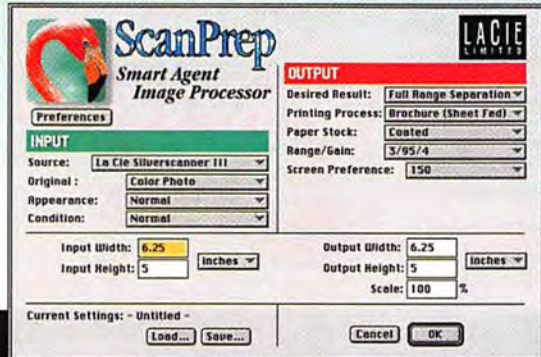 ScanPrep
Smart Agent
Image Processor
LACIE
LIMITED
Preferences
INPUT
Source: La Cie Silverscanner III
Original : Color Photo
Appearance: Normal
Condition: Normal
OUTPUT
Desired Result: Full Range Separation
Printing Process: Brochure (Sheet Fed)
Paper Stock: Coated
Range/Gain: 3/95/4
Screen Preference: 150
Input Width: 6.25
Input Height: 5
inches
Output Width: 6.25
Output Height: 5
inches
Scale: 100 %
Current Settings: - Untitled -
Load... Save...
Cancel OK